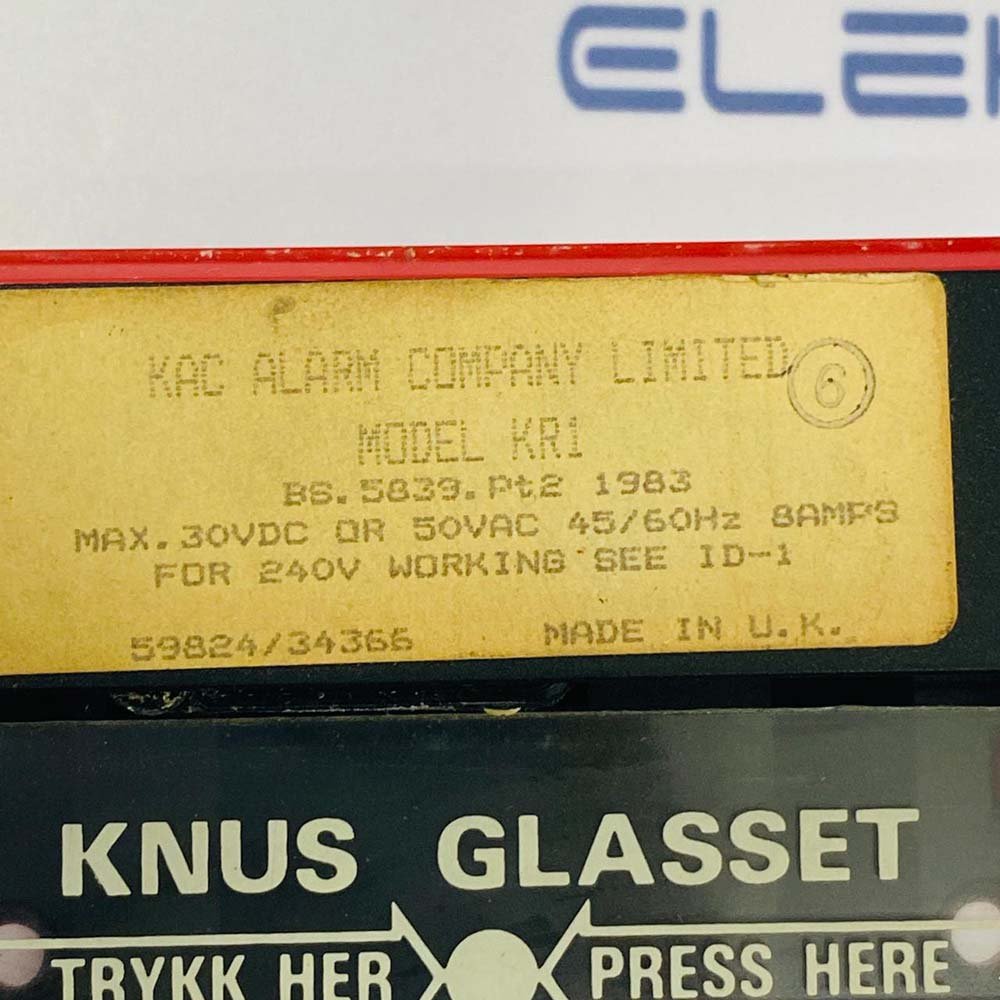 ELE
KAC ALARM COMPANY LIMITED 6
MODEL KR1
BS.5839.Pt2 1983
MAX.30VDC OR 50VAC 45/60Hz 8AMPS
FOR 240V WORKING SEE ID-1
59824/34366 MADE IN U.K.
KNUS GLASSET
TRYKK HER PRESS HERE